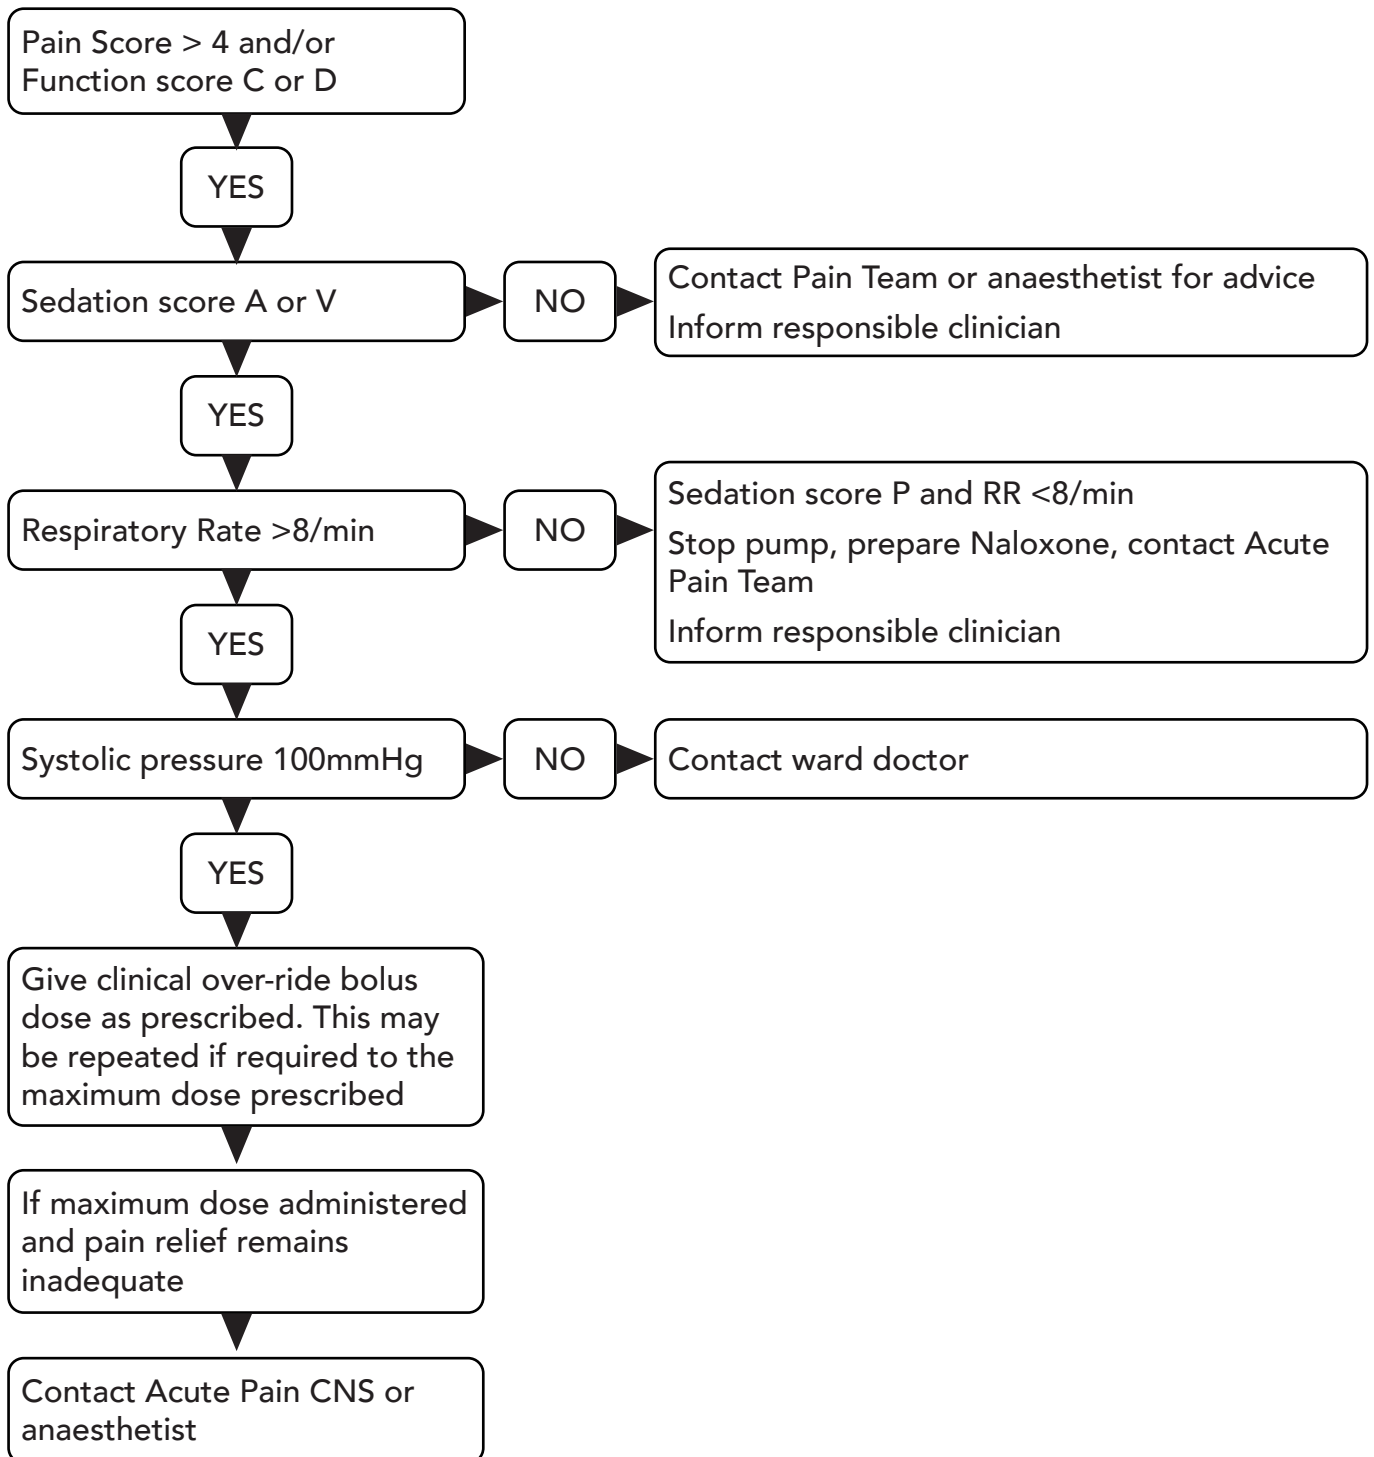 Pain Score > 4 and/or
Function score C or D
YES
Sedation score A or V
NO
Contact Pain Team or anaesthetist for advice
Inform responsible clinician
YES
Respiratory Rate >8/min
NO
Sedation score P and RR <8/min
Stop pump, prepare Naloxone, contact Acute
Pain Team
Inform responsible clinician
YES
Systolic pressure 100mmHg
NO
Contact ward doctor
YES
Give clinical over-ride bolus
dose as prescribed. This may
be repeated if required to the
maximum dose prescribed
If maximum dose administered
and pain relief remains
inadequate
Contact Acute Pain CNS or
anaesthetist